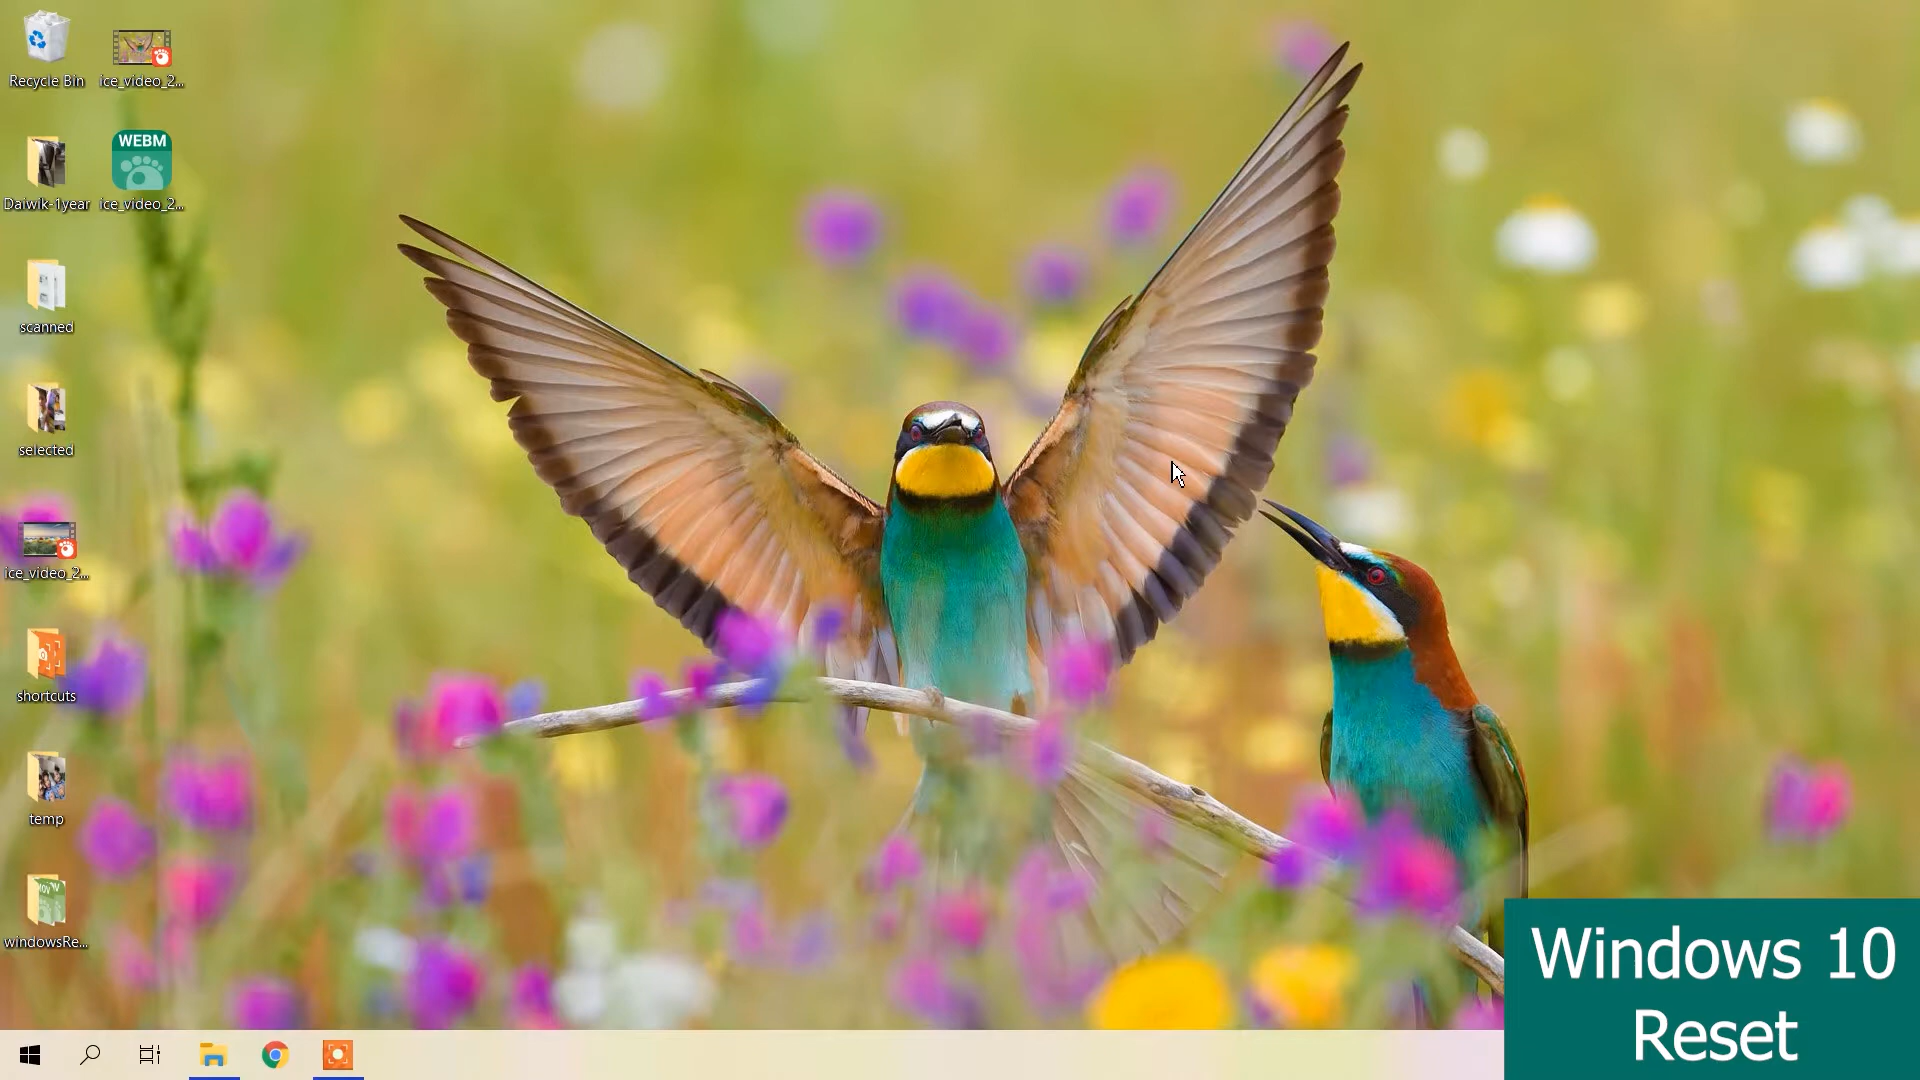 Recycle Bin
ice_video_2...
WEBM
Daiwik-1year
ice_video_2...
scanned
selected
ice_video_2...
shortcuts
temp
windowsRe...
Windows 10
Reset